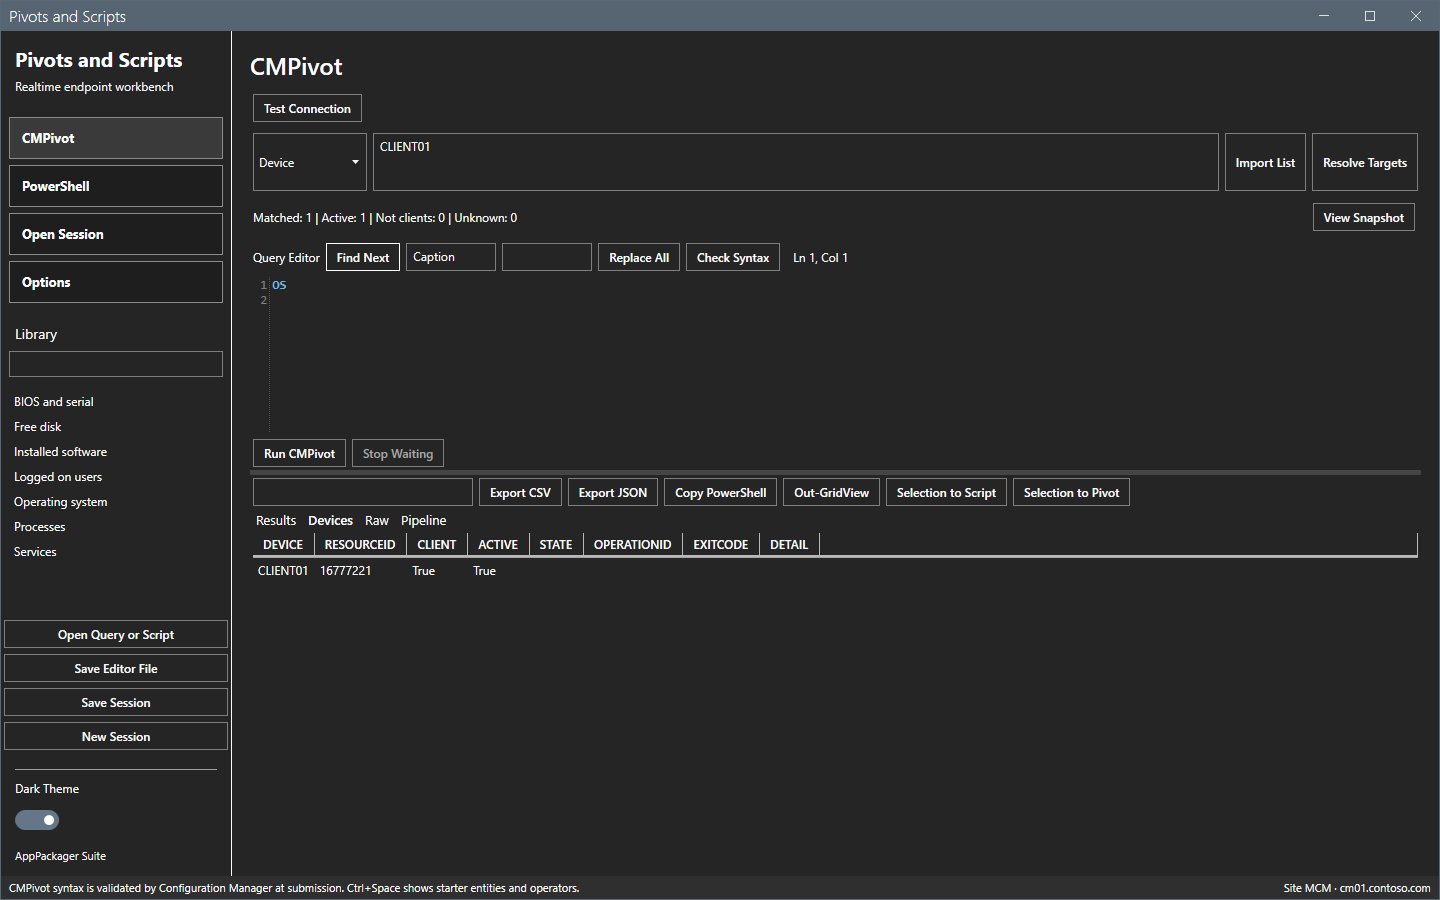 Pivots and Scripts
Pivots and Scripts
Realtime endpoint workbench
CMPivot
PowerShell
Open Session
Options
Library
BIOS and serial
Free disk
Installed software
Logged on users
Operating system
Processes
Services
Open Query or Script
Save Editor File
Save Session
New Session
Dark Theme
AppPackager Suite
CMPivot
Test Connection
Device
CLIENT01
Import List
Resolve Targets
Matched: 1 | Active: 1 | Not clients: 0 | Unknown: 0
View Snapshot
Query Editor Find Next Caption Replace All Check Syntax Ln 1, Col 1
1 OS
2
Run CMPivot Stop Waiting
Export CSV Export JSON Copy PowerShell Out-GridView Selection to Script Selection to Pivot
Results Devices Raw Pipeline
DEVICE RESOURCEID CLIENT ACTIVE STATE OPERATIONID EXITCODE DETAIL
CLIENT01 16777221 True True
CMPivot syntax is validated by Configuration Manager at submission. Ctrl+Space shows starter entities and operators.
Site MCM · cm01.contoso.com